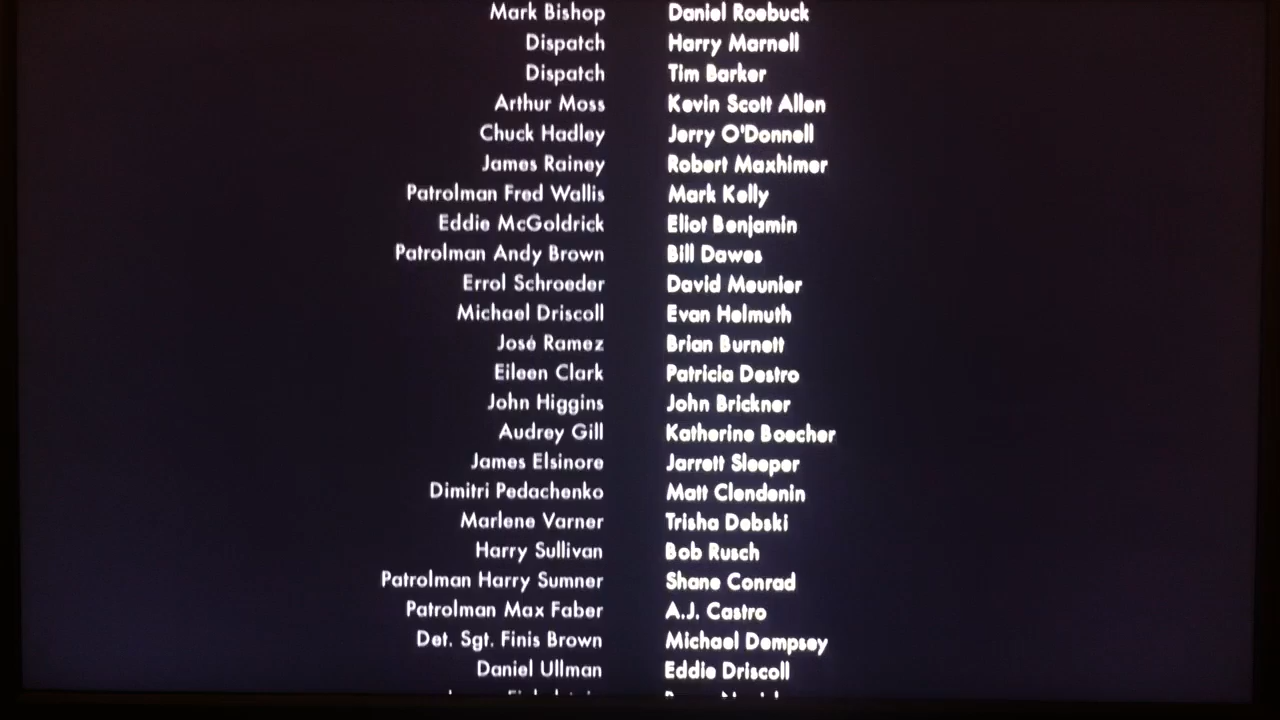 Mark Bishop Daniel Roebuck
Dispatch Harry Marnell
Dispatch Tim Barker
Arthur Moss Kevin Scott Allen
Chuck Hadley Jerry O'Donnell
James Rainey Robert Maxhimer
Patrolman Fred Wallis Mark Kelly
Eddie McGoldrick Eliot Benjamin
Patrolman Andy Brown Bill Dawes
Errol Schroeder David Meunier
Michael Driscoll Evan Helmuth
José Ramez Brian Burnett
Eileen Clark Patricia Destro
John Higgins John Brickner
Audrey Gill Katherine Boecher
James Elsinore Jarrett Sleeper
Dimitri Pedachenko Matt Clendenin
Marlene Varner Trisha Debski
Harry Sullivan Bob Rusch
Patrolman Harry Sumner Shane Conrad
Patrolman Max Faber A.J. Castro
Det. Sgt. Finis Brown Michael Dempsey
Daniel Ullman Eddie Driscoll